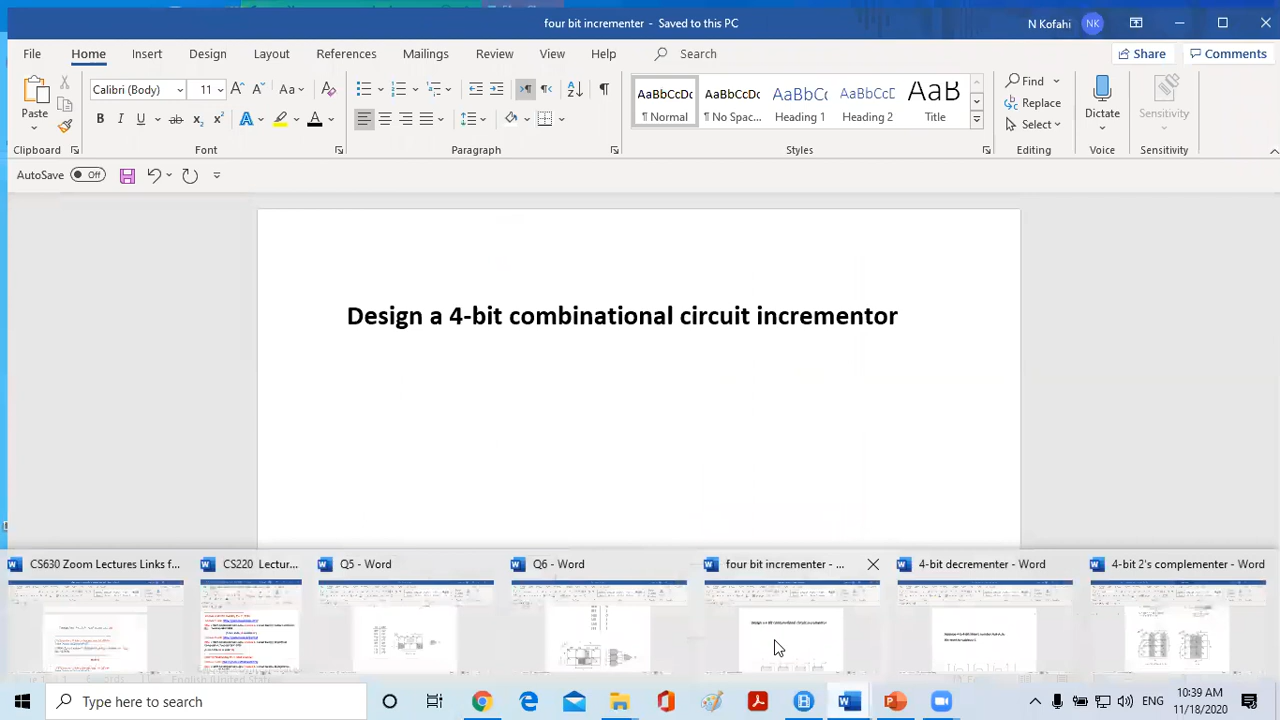 four bit incrementer - Saved to this PC
N Kofahi NK
File Home Insert Design Layout References Mailings Review View Help Search Share Comments
Paste
Calibri (Body) 11
Aa
AaBbCcDc AaBbCcDc AaBbCc AaBbCcC AaB
¶ Normal ¶ No Spac... Heading 1 Heading 2 Title
Find
Replace
Select
Dictate
Sensitivity
Clipboard Font Paragraph Styles Editing Voice Sensitivity
AutoSave Off
Design a 4-bit combinational circuit incrementor
CS630 Zoom Lectures Links f... CS220 Lectur... Q5 - Word Q6 - Word four bit incrementer - ... 4-bit decrementer - Word 4-bit 2's complementer - Word
Type here to search
ENG
10:39 AM
11/18/2020